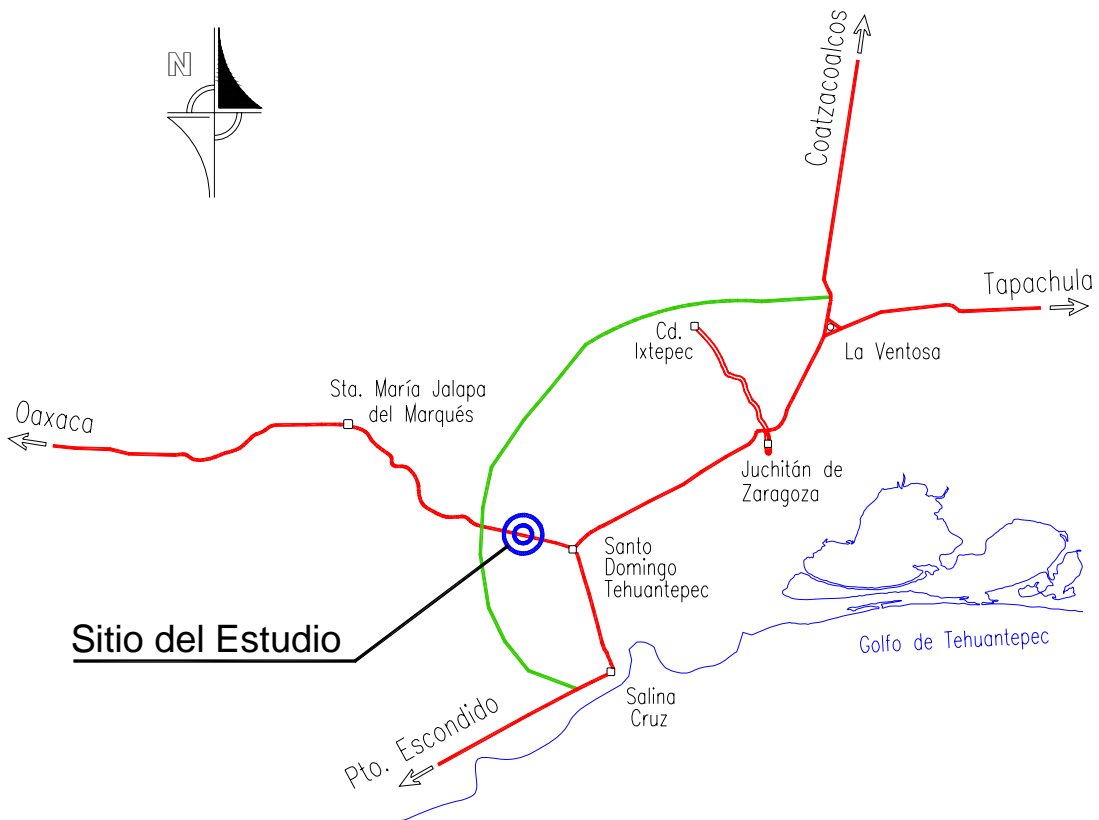 N
Coatzacoalcos
Tapachula
Cd.
Ixtepec
La Ventosa
Sta. María Jalapa
del Marqués
Oaxaca
Juchitán de
Zaragoza
Santo
Domingo
Tehuantepec
Sitio del Estudio
Golfo de Tehuantepec
Salina
Cruz
Pto. Escondido